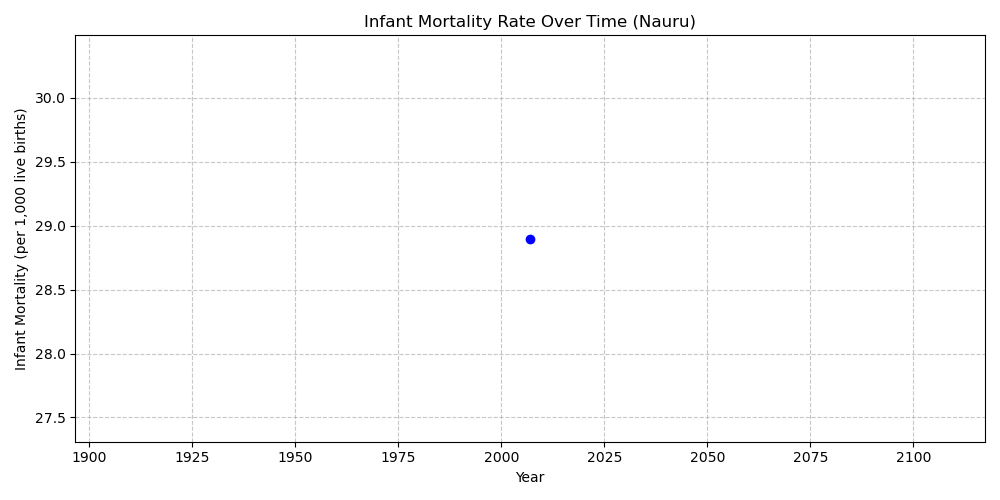 Infant Mortality Rate Over Time (Nauru)
Infant Mortality (per 1,000 live births)
30.0
29.5
29.0
28.5
28.0
27.5
1900 1925 1950 1975 2000 2025 2050 2075 2100
Year